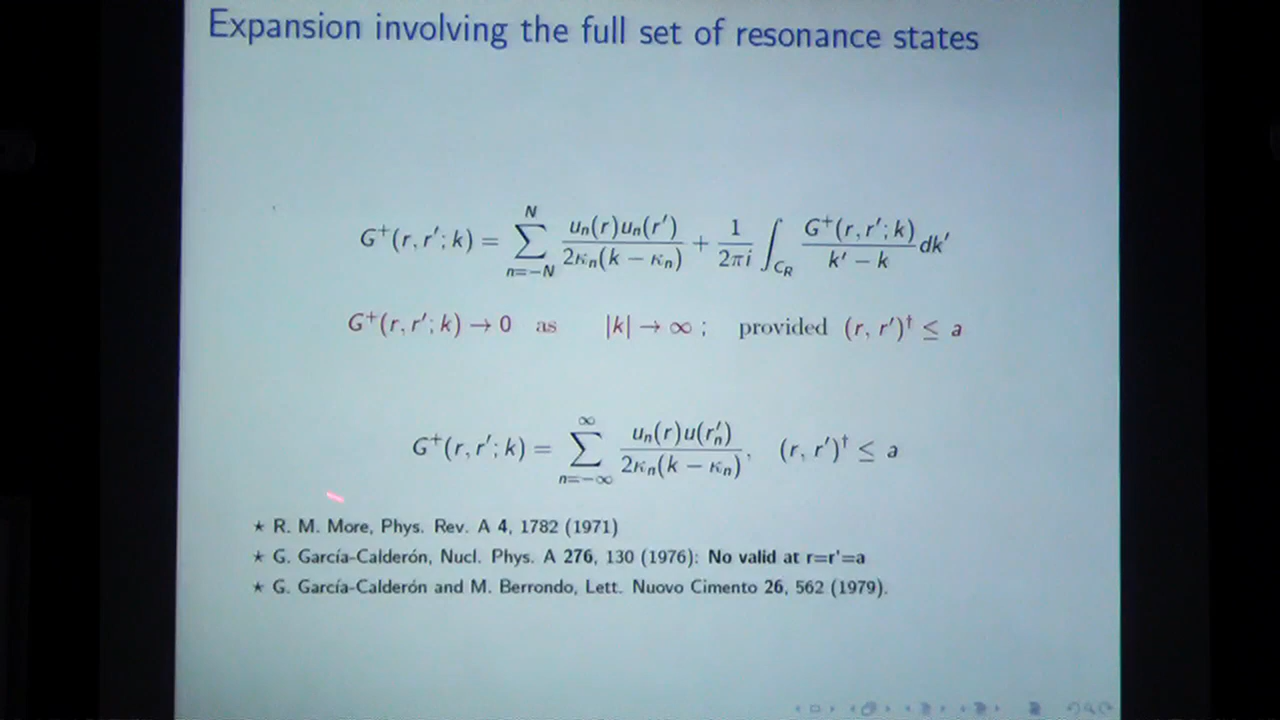 Expansion involving the full set of resonance states
G⁺(r, r′; k) = ∑_{n=−N}^{N} uₙ(r)uₙ(r′) / 2κₙ(k − κₙ) + 1/2πi ∫_{C_R} G⁺(r, r′; k) / k′ − k dk′
G⁺(r, r′; k) → 0 as |k| → ∞ ; provided (r, r′)† ≤ a
G⁺(r, r′; k) = ∑_{n=−∞}^{∞} uₙ(r)u(r′ₙ) / 2κₙ(k − κₙ), (r, r′)† ≤ a
⋆ R. M. More, Phys. Rev. A 4, 1782 (1971)
⋆ G. García-Calderón, Nucl. Phys. A 276, 130 (1976): No valid at r=r'=a
⋆ G. García-Calderón and M. Berrondo, Lett. Nuovo Cimento 26, 562 (1979).